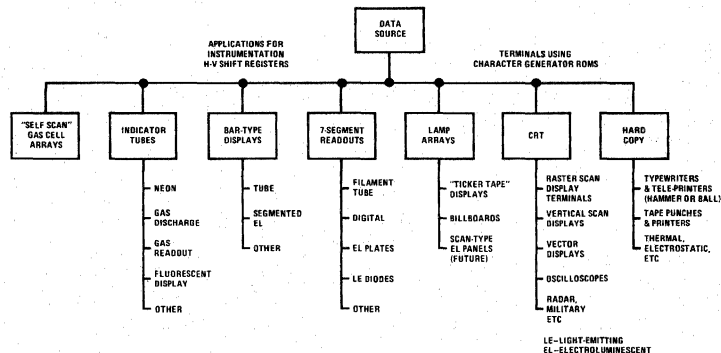 DATA
SOURCE
APPLICATIONS FOR
INSTRUMENTATION
H-V SHIFT REGISTERS
TERMINALS USING
CHARACTER GENERATOR ROMS
"SELF SCAN"
GAS CELL
ARRAYS
INDICATOR
TUBES
BAR-TYPE
DISPLAYS
7-SEGMENT
READOUTS
LAMP
ARRAYS
CRT
HARD
COPY
NEON
GAS
DISCHARGE
GAS
READOUT
FLUORESCENT
DISPLAY
OTHER
TUBE
SEGMENTED
EL
OTHER
FILAMENT
TUBE
DIGITAL
EL PLATES
LE DIODES
OTHER
"TICKER TAPE"
DISPLAYS
BILLBOARDS
SCAN-TYPE
EL PANELS
(FUTURE)
RASTER SCAN
DISPLAY
TERMINALS
VERTICAL SCAN
DISPLAYS
VECTOR
DISPLAYS
OSCILLOSCOPES
RADAR,
MILITARY
ETC
TYPEWRITERS
& TELE-PRINTERS
(HAMMER OR BALL)
TAPE PUNCHES
& PRINTERS
THERMAL,
ELECTROSTATIC,
ETC
LE-LIGHT-EMITTING
EL-ELECTROLUMINESCENT